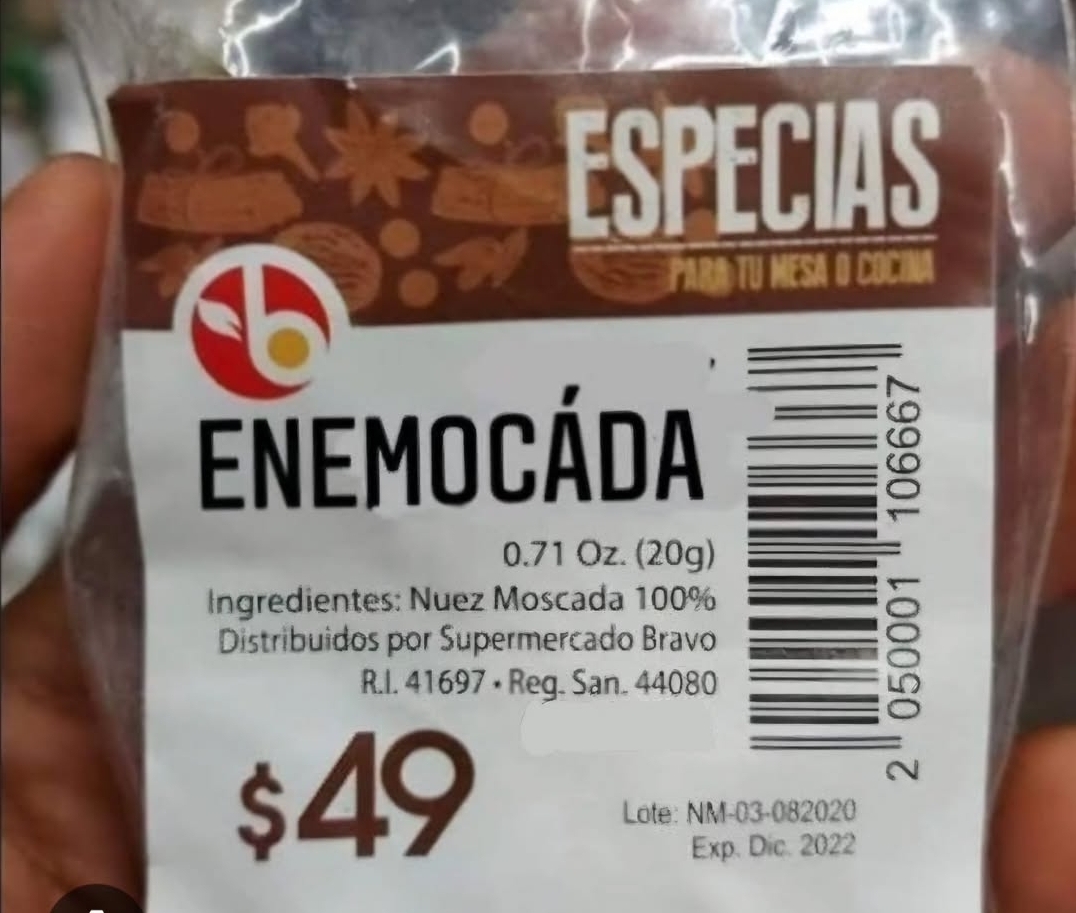 ESPECIAS
PARA TU MESA O COCINA
b
ENEMOCÁDA
0.71 Oz. (20g)
Ingredientes: Nuez Moscada 100%
Distribuidos por Supermercado Bravo
R.I. 41697 • Reg. San. 44080
$49
Lote: NM-03-082020
Exp. Dic. 2022
2 050001 106667